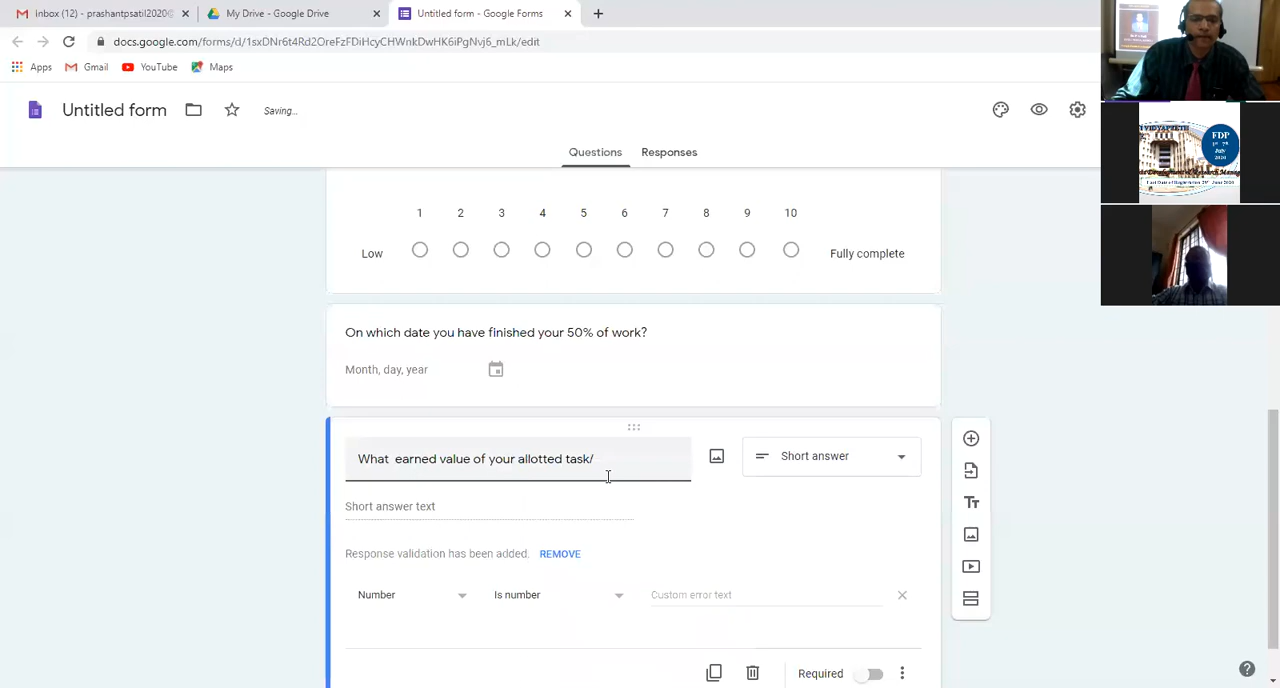 Inbox (12) - prashantpsatil2020@
My Drive - Google Drive
Untitled form - Google Forms
docs.google.com/forms/d/1sxDNr6t4Rd2OreFzFDiHcyCHWnkDwHK6iPgNvj6_mLk/edit
Apps
Gmail
YouTube
Maps
Untitled form
Saving...
Questions
Responses
1 2 3 4 5 6 7 8 9 10
Low
Fully complete
On which date you have finished your 50% of work?
Month, day, year
What earned value of your allotted task/
Short answer
Short answer text
Response validation has been added. REMOVE
Number
Is number
Custom error text
Required
VIDYAPEETH
FDP
July